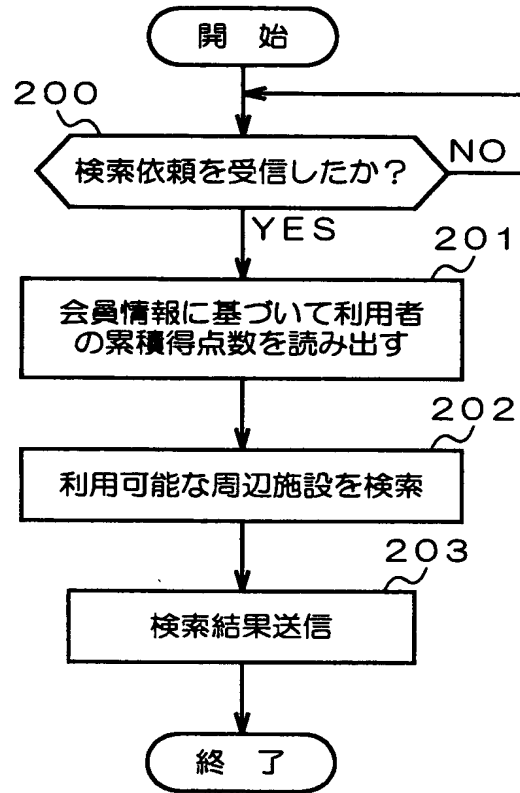 開 始
200
検索依頼を受信したか？
NO
YES
201
会員情報に基づいて利用者
の累積得点数を読み出す
202
利用可能な周辺施設を検索
203
検索結果送信
終 了